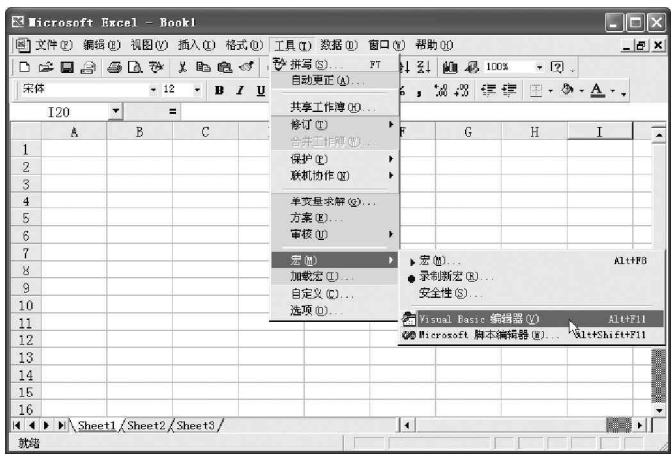 Microsoft Excel - Book1
文件(F) 编辑(E) 视图(V) 插入(I) 格式(O) 工具(T) 数据(D) 窗口(W) 帮助(H)
拼写(S)... F7
100%
自动更正(A)...
宋体 12 B I U
共享工作簿(H)...
I20 =
修订(T)
合并工作簿(W)...
保护(P)
联机协作(N)
单变量求解(G)...
方案(E)...
审核(U)
宏(M)
加载宏(I)...
自定义(C)...
选项(O)...
宏(M)... Alt+F8
录制新宏(R)...
安全性(S)...
Visual Basic 编辑器(V) Alt+F11
Microsoft 脚本编辑器(E)... Alt+Shift+F11
A B C F G H I
1
2
3
4
5
6
7
8
9
10
11
12
13
14
15
16
Sheet1 Sheet2 Sheet3
就绪